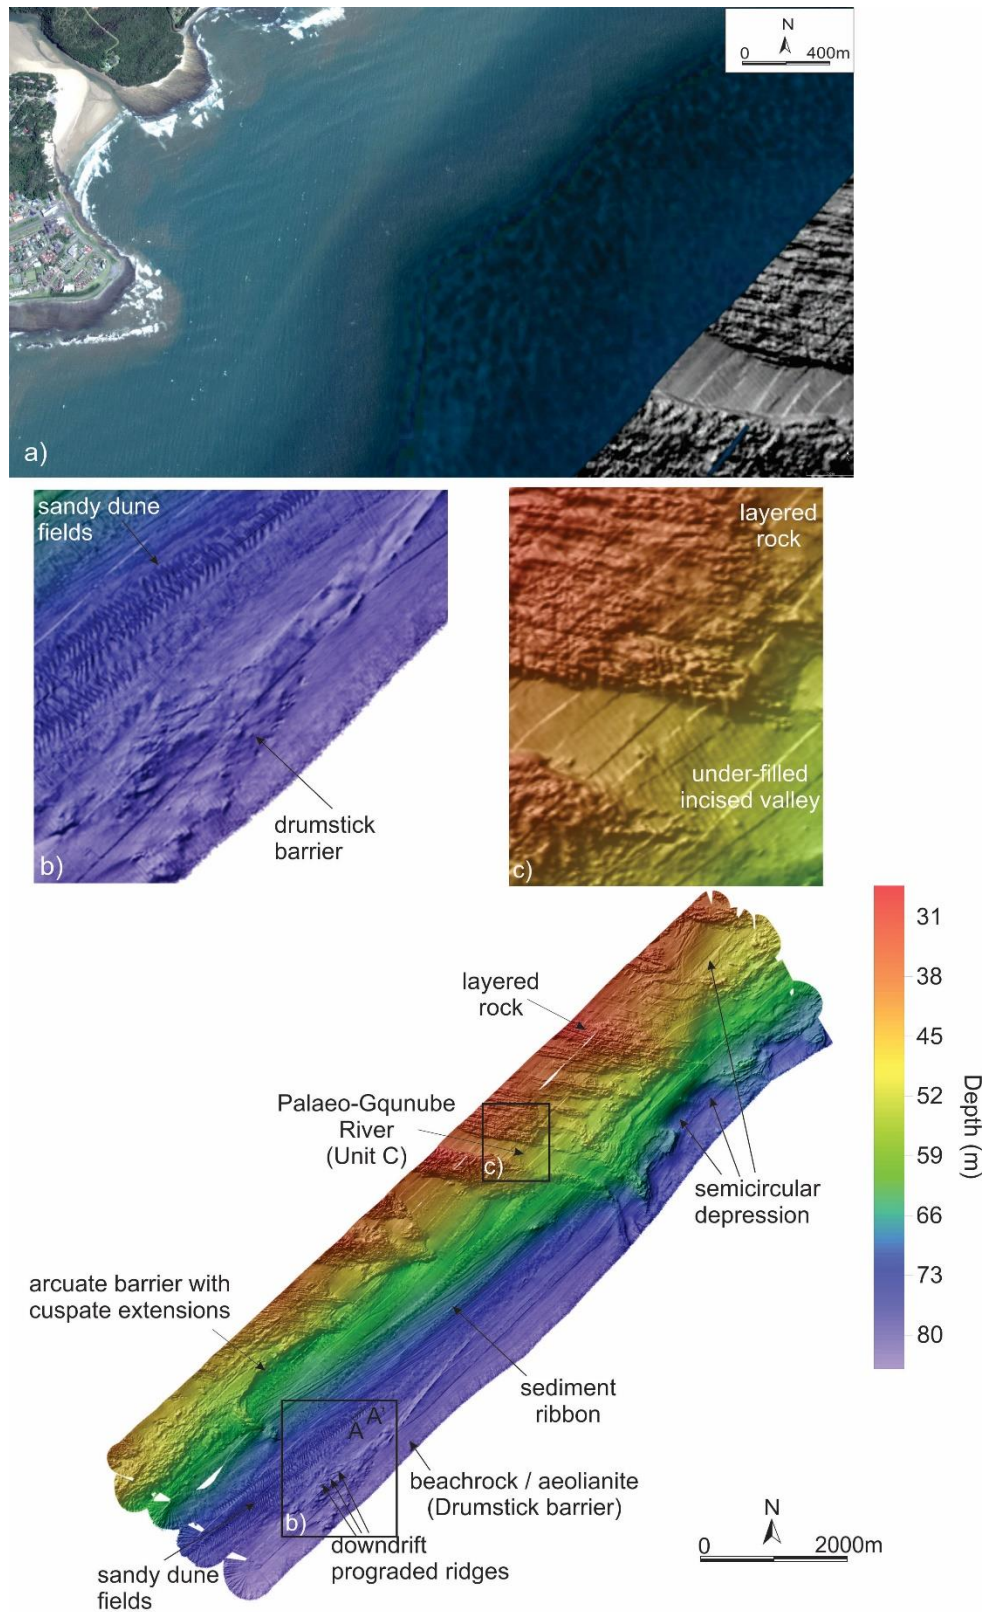 N
0 400m
a)
sandy dune
fields
drumstick
barrier
b)
layered
rock
under-filled
incised valley
c)
layered
rock
Palaeo-Gqunube
River
(Unit C)
c)
semicircular
depression
arcuate barrier with
cuspate extensions
sediment
ribbon
A A'
beachrock / aeolianite
(Drumstick barrier)
b)
downdrift
prograded ridges
sandy dune
fields
31
38
45
52
59
66
73
80
Depth (m)
N
0 2000m